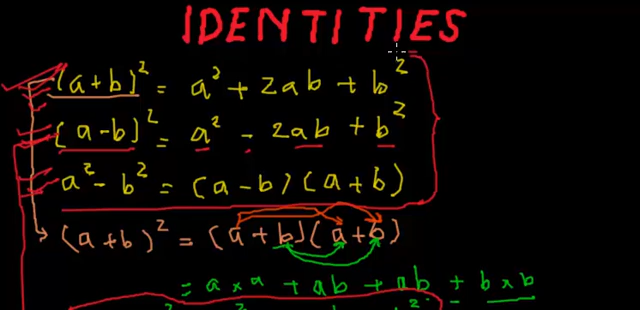 IDENTITIES
(a+b)² = a² + 2ab + b²
(a-b)² = a² - 2ab + b²
a² - b² = (a-b)(a+b)
(a+b)² = (a+b)(a+b)
= a×a + ab + ab + b×b